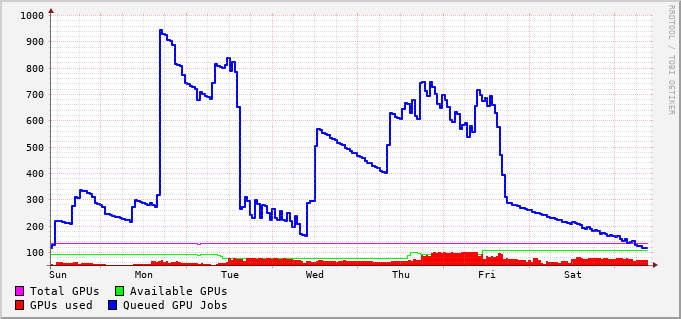 1000
900
800
700
600
500
400
300
200
100
Sun Mon Tue Wed Thu Fri Sat
Total GPUs Available GPUs
GPUs used Queued GPU Jobs
RRDTOOL / TOBI OETIKER